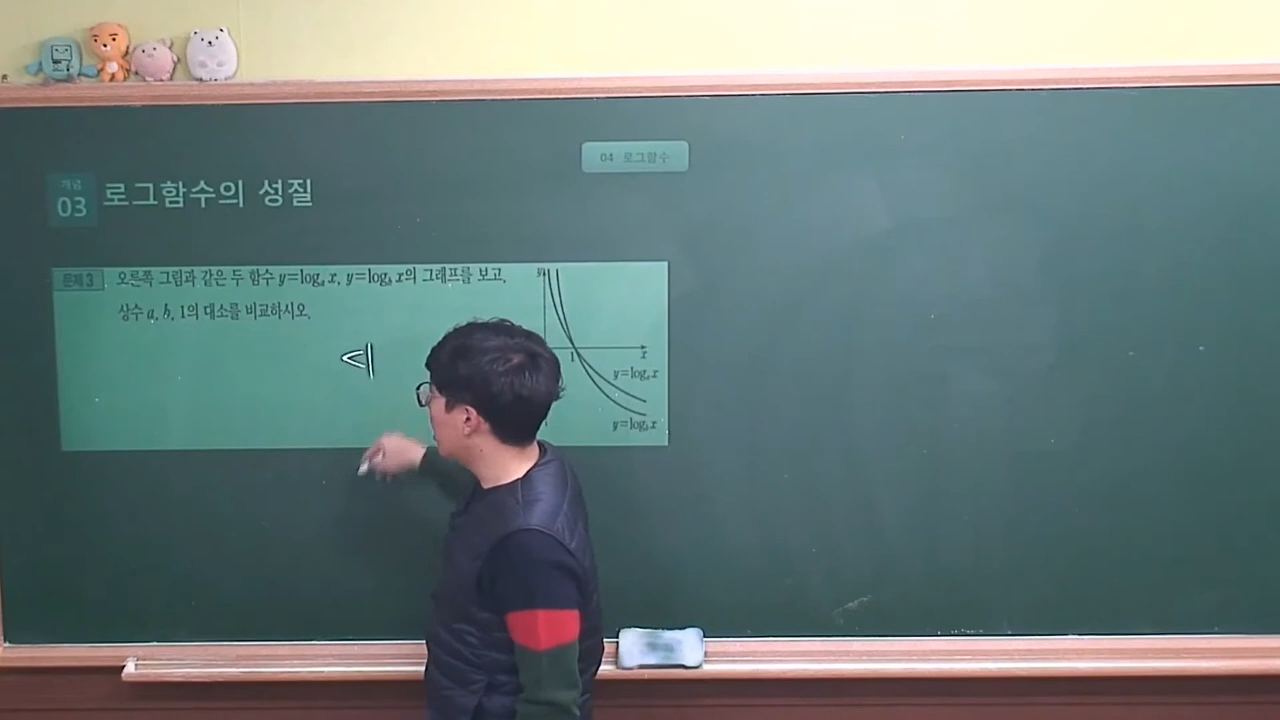 04 로그함수
개념
03
로그함수의 성질
문제 3 오른쪽 그림과 같은 두 함수 y=logₐ x, y=log_b x의 그래프를 보고,
상수 a, b, 1의 대소를 비교하시오.
<1
y
1
x
y=logₐ x
y=log_b x